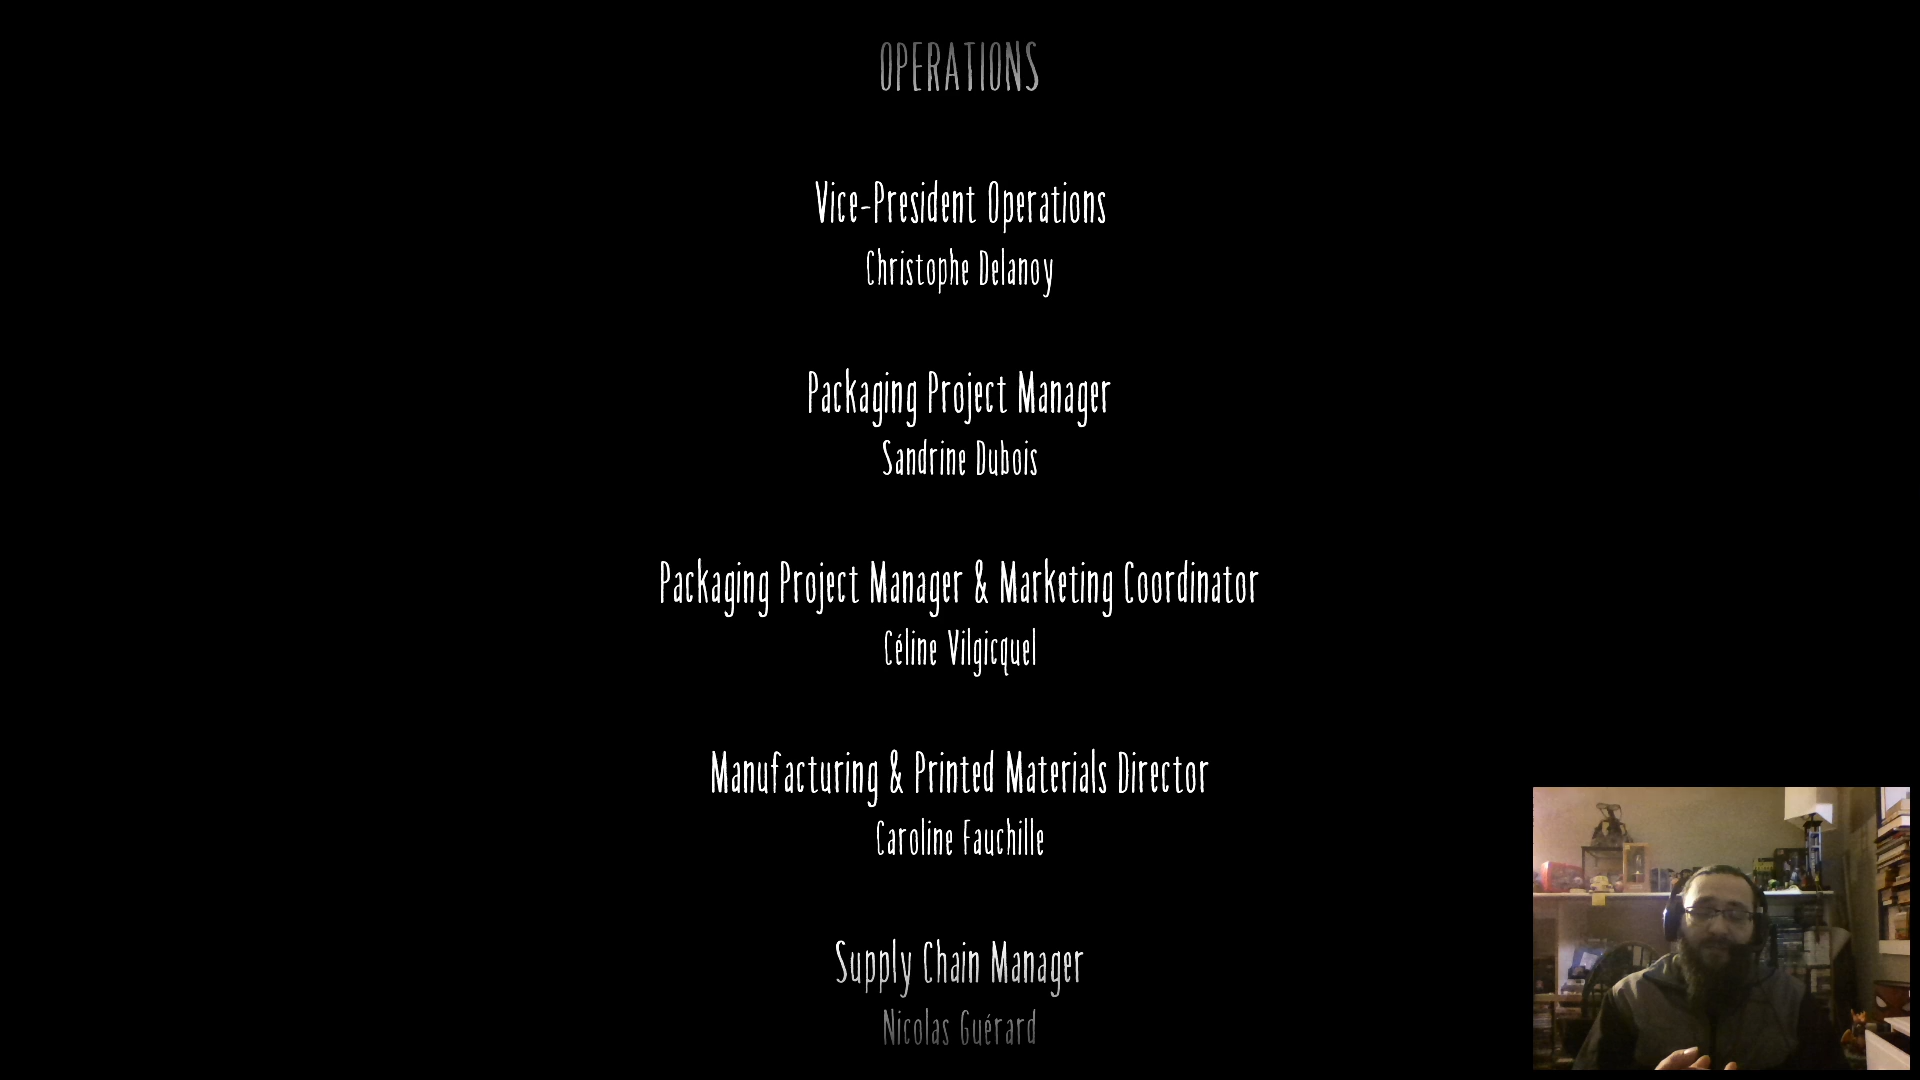 OPERATIONS
Vice-President Operations
Christophe Delanoy
Packaging Project Manager
Sandrine Dubois
Packaging Project Manager & Marketing Coordinator
Céline Vilgicquel
Manufacturing & Printed Materials Director
Caroline Fauchille
Supply Chain Manager
Nicolas Guérard